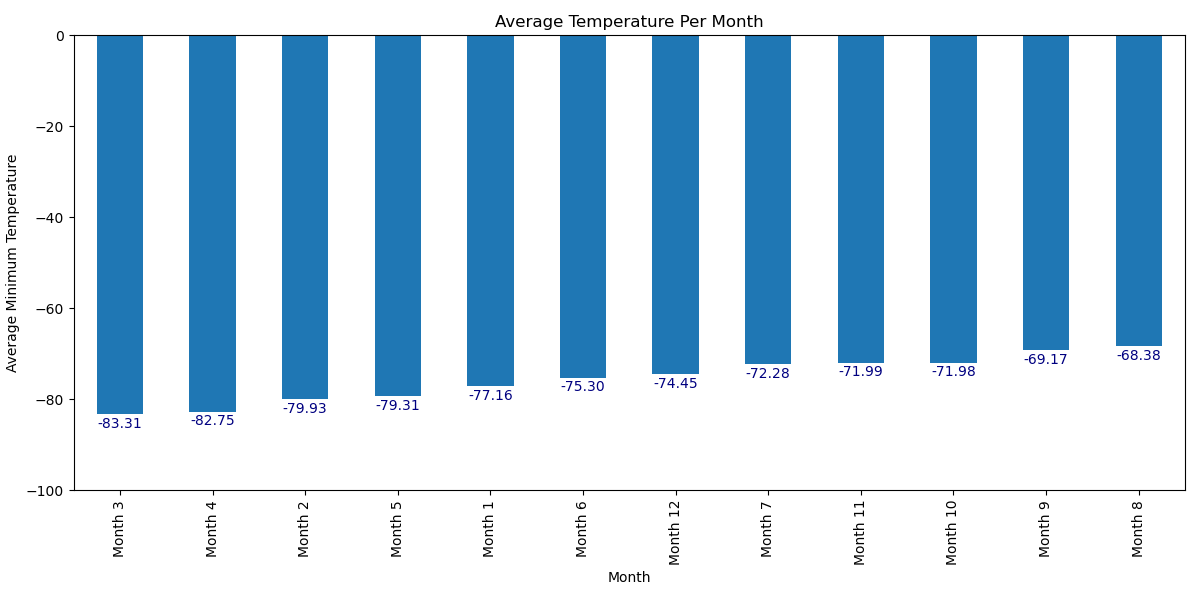 Average Temperature Per Month
Average Minimum Temperature
0
−20
−40
−60
−80
−100
-83.31
-82.75
-79.93
-79.31
-77.16
-75.30
-74.45
-72.28
-71.99
-71.98
-69.17
-68.38
Month 3
Month 4
Month 2
Month 5
Month 1
Month 6
Month 12
Month 7
Month 11
Month 10
Month 9
Month 8
Month